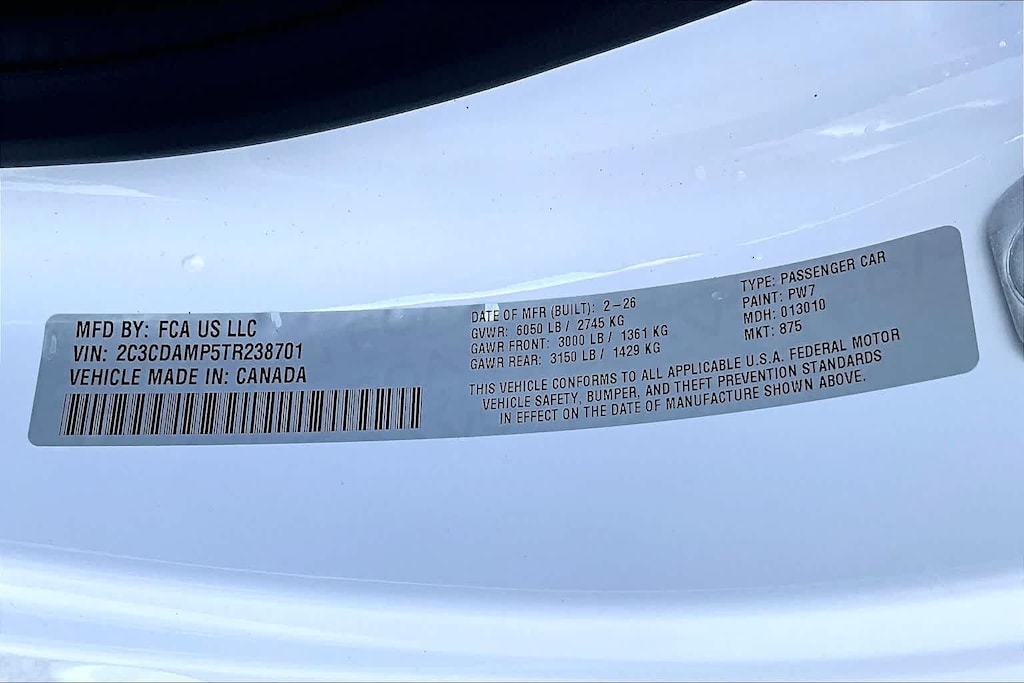 MFD BY: FCA US LLC
VIN: 2C3CDAMP5TR238701
VEHICLE MADE IN: CANADA
DATE OF MFR (BUILT): 2-26
GVWR: 6050 LB / 2745 KG
GAWR FRONT: 3000 LB / 1361 KG
GAWR REAR: 3150 LB / 1429 KG
TYPE: PASSENGER CAR
PAINT: PW7
MDH: 013010
MKT: 875
THIS VEHICLE CONFORMS TO ALL APPLICABLE U.S.A. FEDERAL MOTOR
VEHICLE SAFETY, BUMPER, AND THEFT PREVENTION STANDARDS
IN EFFECT ON THE DATE OF MANUFACTURE SHOWN ABOVE.